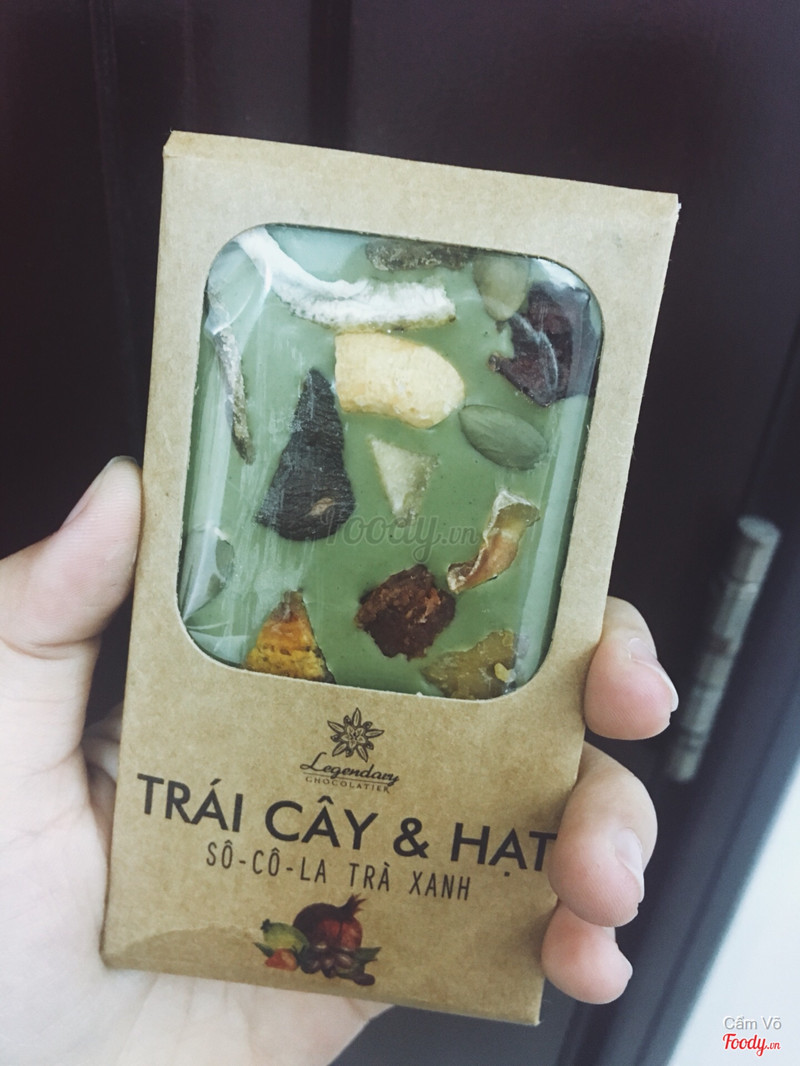 Foody.vn
Legendary
CHOCOLATIER
TRÁI CÂY & HẠT
SÔ-CÔ-LA TRÀ XANH
Cẩm Võ
Foody.vn